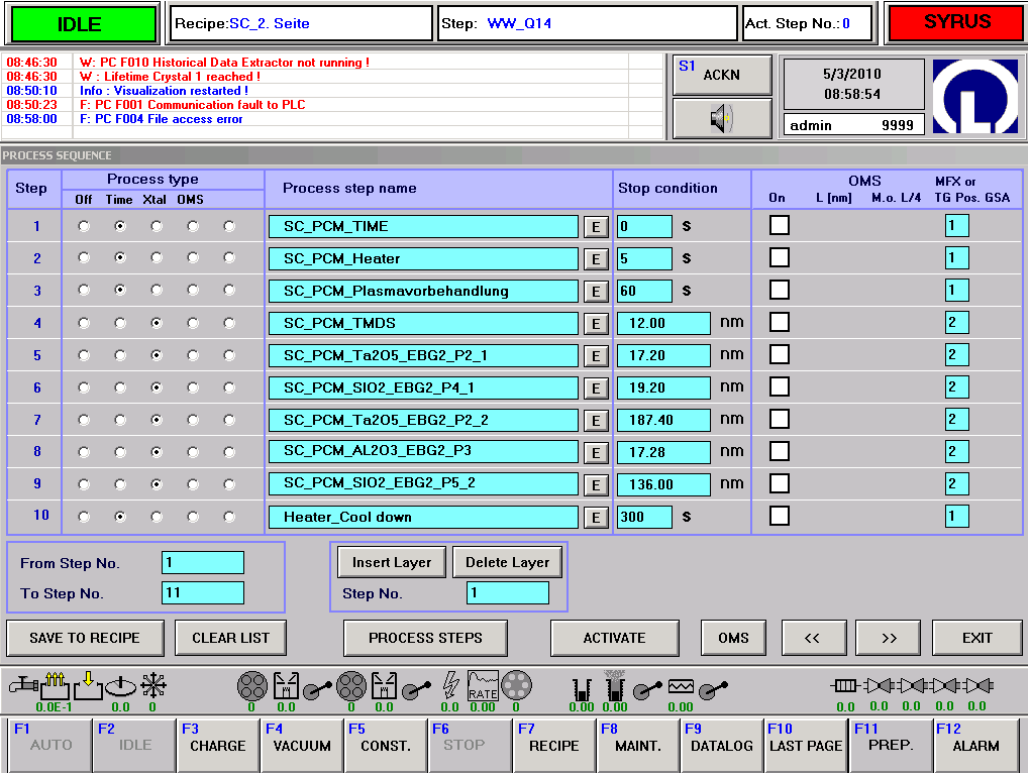 IDLE
Recipe:SC_2. Seite
Step: WW_Q14
Act. Step No.: 0
SYRUS
08:46:30 W: PC F010 Historical Data Extractor not running !
08:46:30 W : Lifetime Crystal 1 reached !
08:50:10 Info : Visualization restarted !
08:50:23 F: PC F001 Communication fault to PLC
08:58:00 F: PC F004 File access error
S1 ACKN
5/3/2010
08:58:54
admin 9999
PROCESS SEQUENCE
Step Process type Process step name Stop condition OMS MFX or
Off Time Xtal OMS On L [nm] M.o. L/4 TG Pos. GSA
1 SC_PCM_TIME E 0 s 1
2 SC_PCM_Heater E 5 s 1
3 SC_PCM_Plasmavorbehandlung E 60 s 1
4 SC_PCM_TMDS E 12.00 nm 2
5 SC_PCM_Ta2O5_EBG2_P2_1 E 17.20 nm 2
6 SC_PCM_SIO2_EBG2_P4_1 E 19.20 nm 2
7 SC_PCM_Ta2O5_EBG2_P2_2 E 187.40 nm 2
8 SC_PCM_AL2O3_EBG2_P3 E 17.28 nm 2
9 SC_PCM_SIO2_EBG2_P5_2 E 136.00 nm 2
10 Heater_Cool down E 300 s 1
From Step No. 1
To Step No. 11
Insert Layer Delete Layer
Step No. 1
SAVE TO RECIPE CLEAR LIST PROCESS STEPS ACTIVATE OMS << >> EXIT
RATE
0.0E-1 0.0 0 0 0.0 0 0.0 0.0 0.00 0 0.00 0.00 0.00 0.0 0.0 0.0 0.0 0.0
F1 AUTO
F2 IDLE
F3 CHARGE
F4 VACUUM
F5 CONST.
F6 STOP
F7 RECIPE
F8 MAINT.
F9 DATALOG
F10 LAST PAGE
F11 PREP.
F12 ALARM